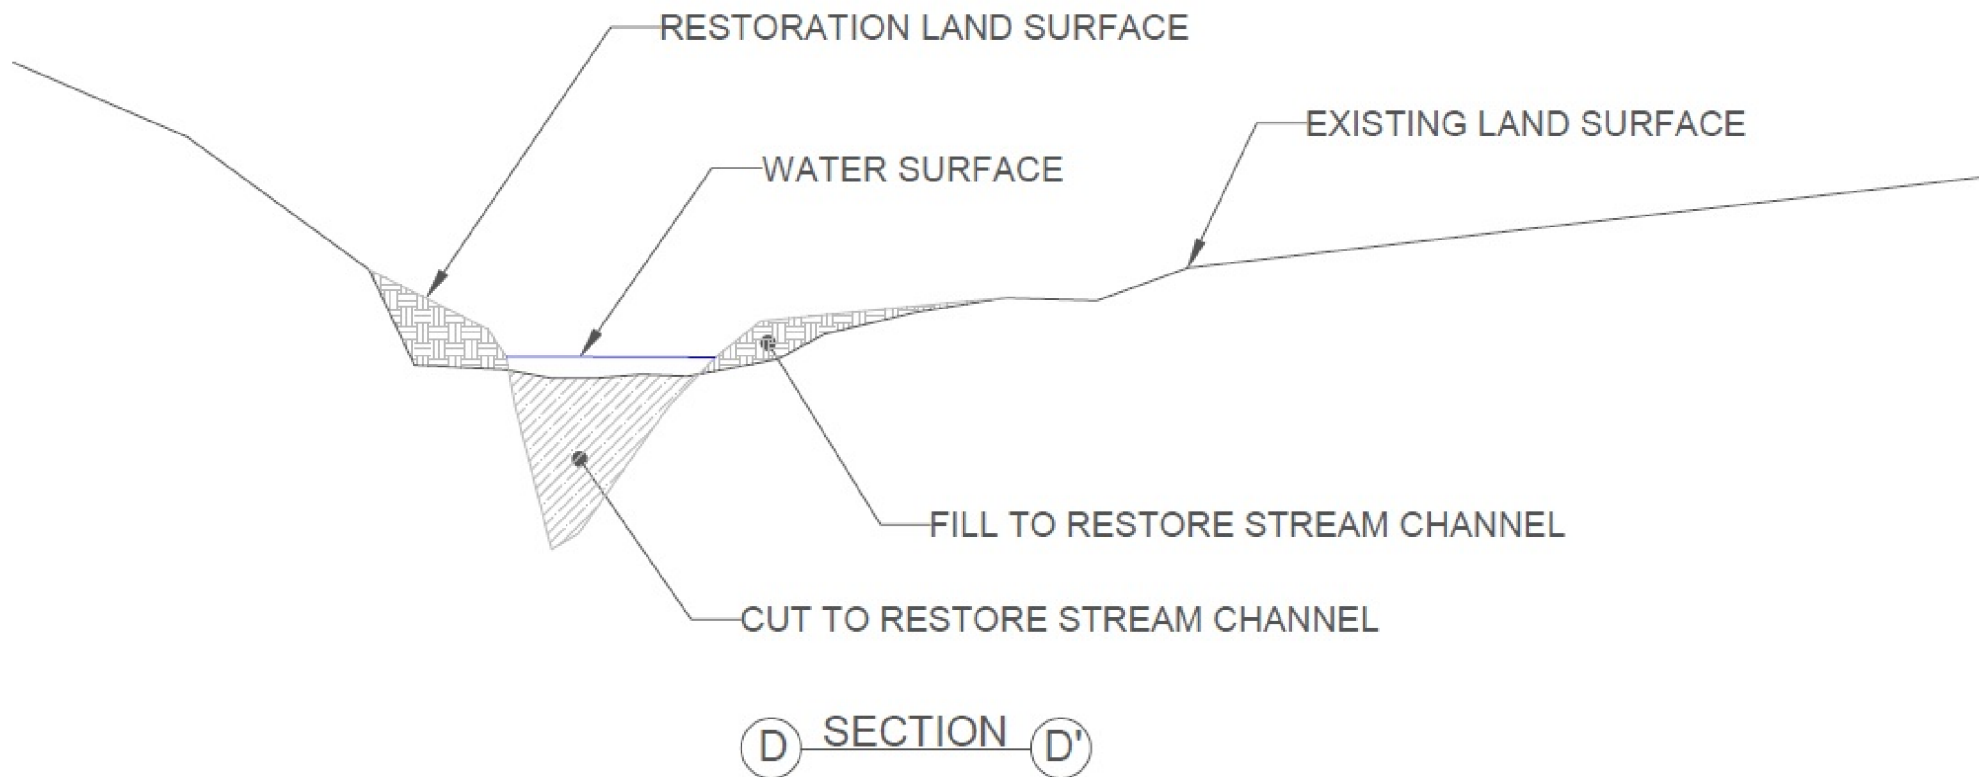 RESTORATION LAND SURFACE
EXISTING LAND SURFACE
WATER SURFACE
FILL TO RESTORE STREAM CHANNEL
CUT TO RESTORE STREAM CHANNEL
D SECTION D'